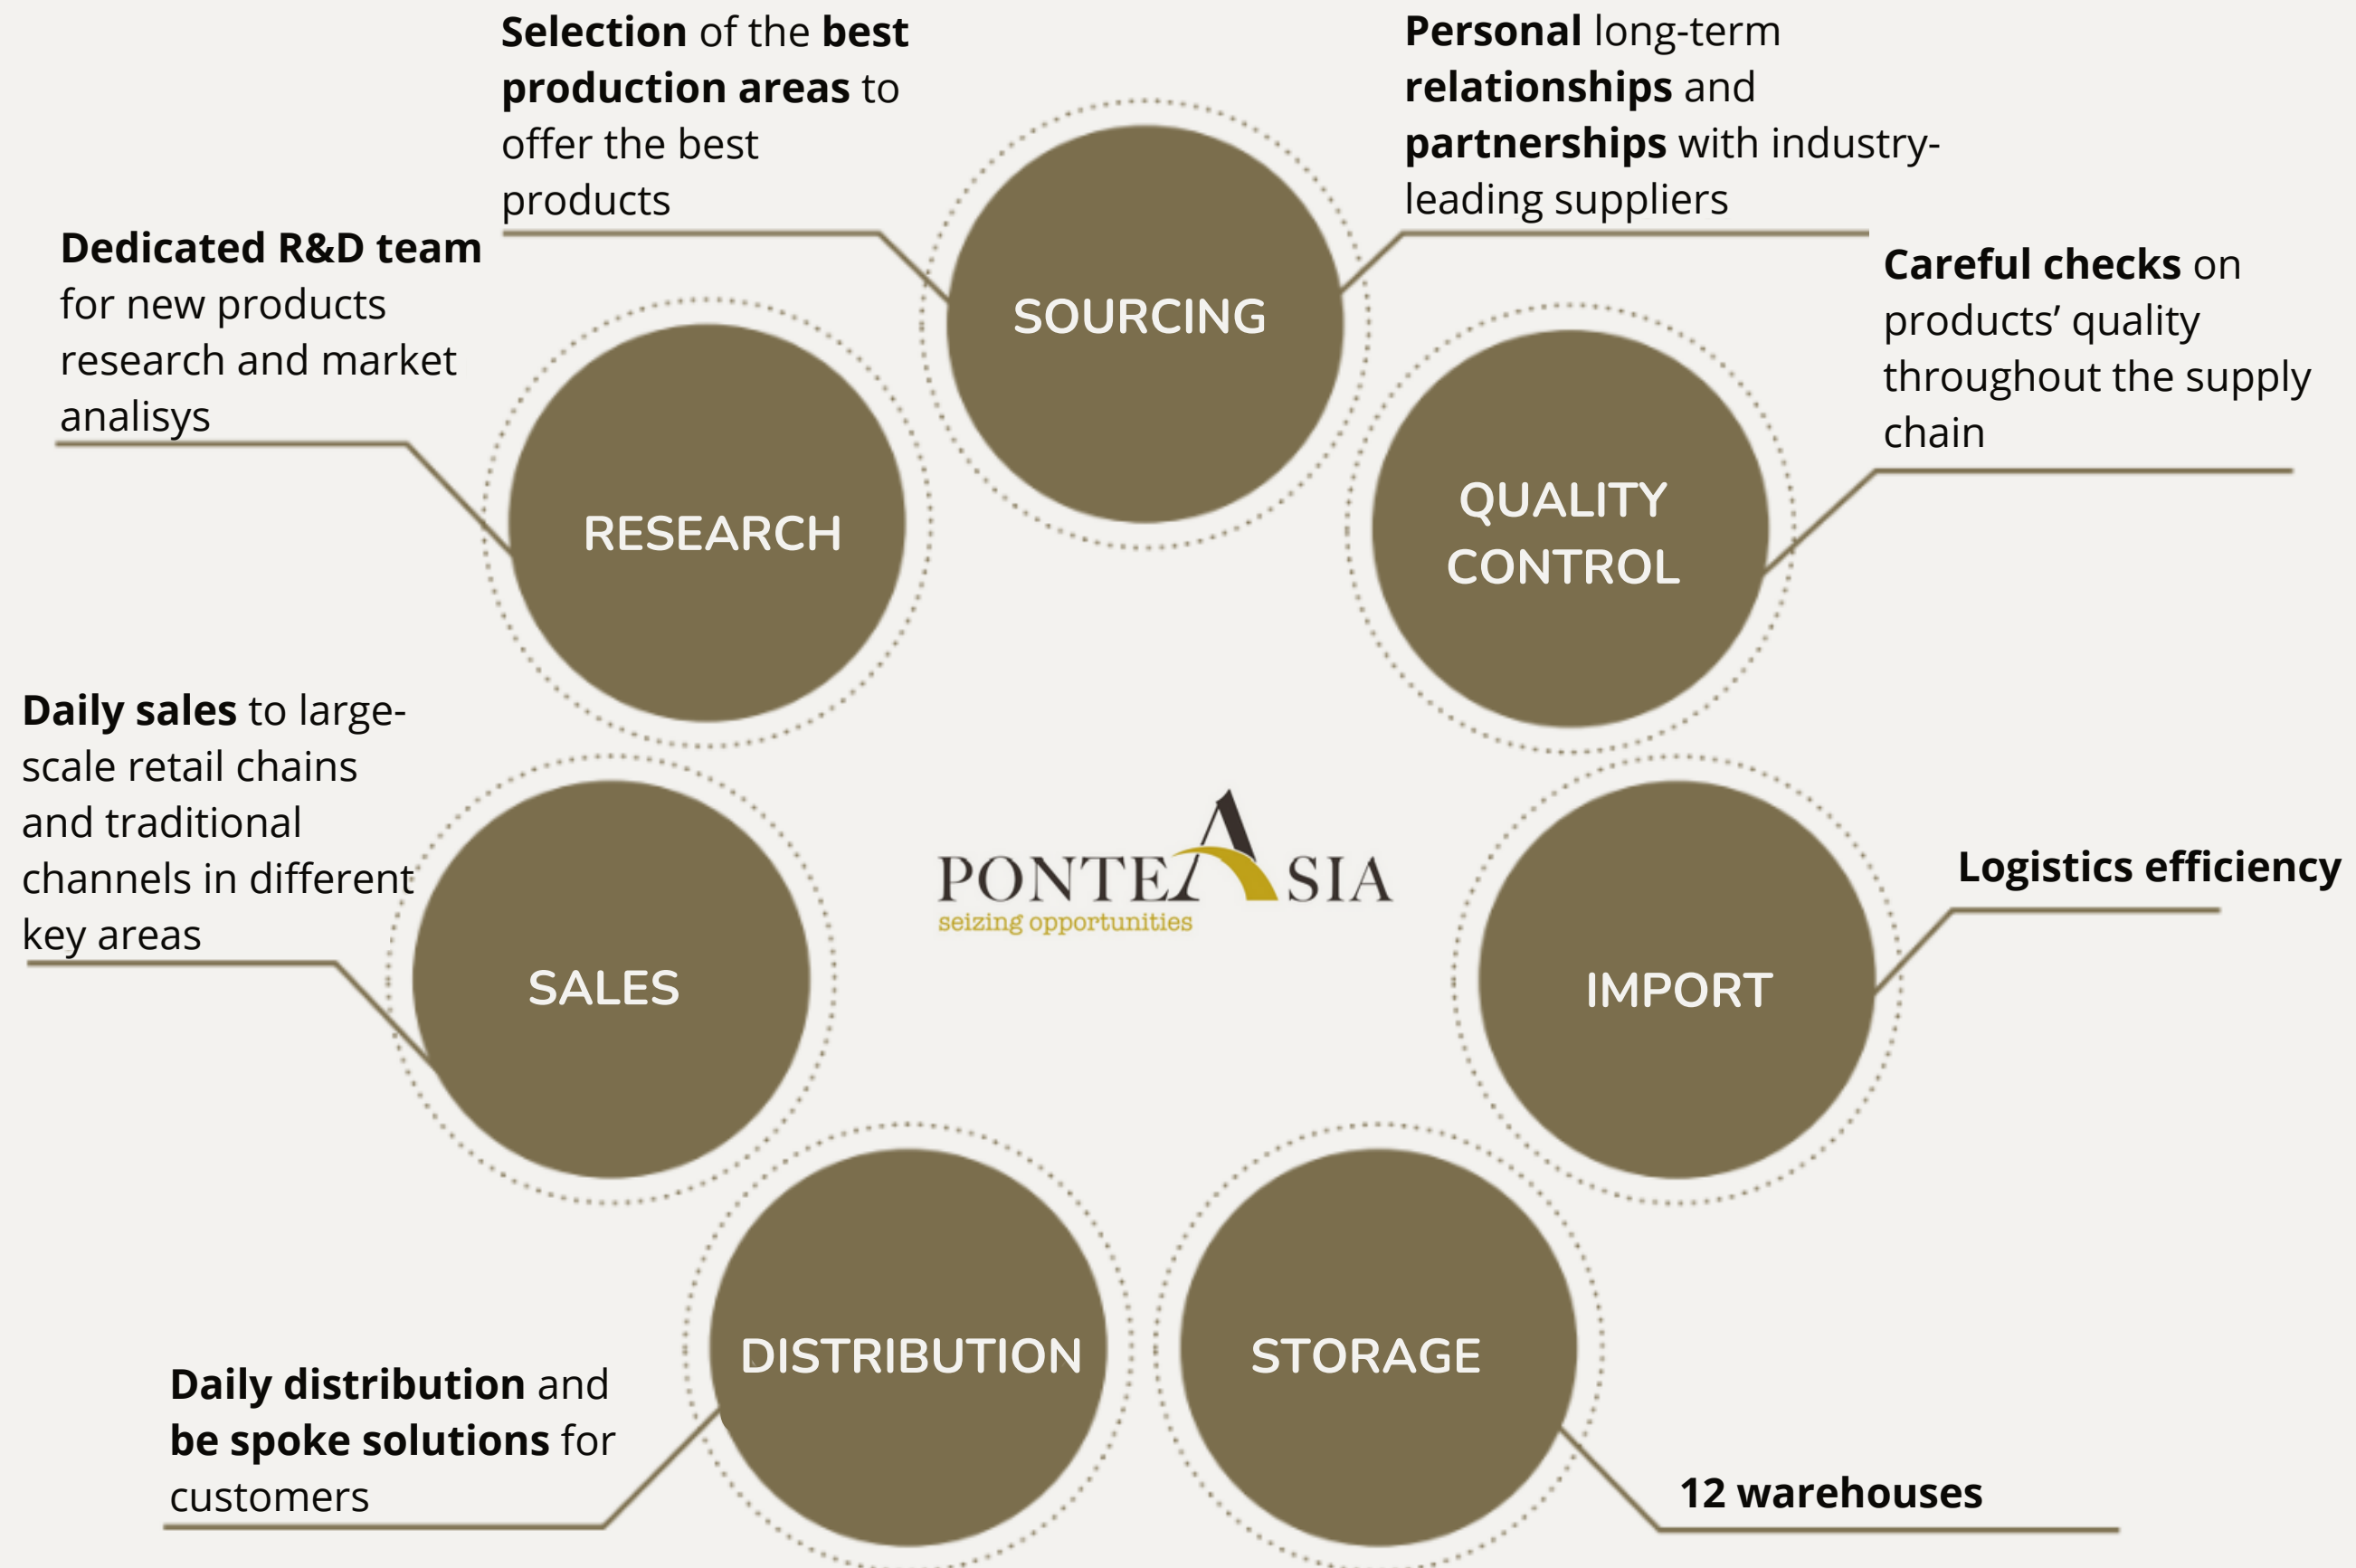 Selection of the best
production areas to
offer the best
products
Personal long-term
relationships and
partnerships with industry-
leading suppliers
SOURCING
Dedicated R&D team
for new products
research and market
analisys
RESEARCH
Careful checks on
products’ quality
throughout the supply
chain
QUALITY
CONTROL
Daily sales to large-
scale retail chains
and traditional
channels in different
key areas
SALES
PONTEASIA
seizing opportunities
Logistics efficiency
IMPORT
Daily distribution and
be spoke solutions for
customers
DISTRIBUTION
STORAGE
12 warehouses